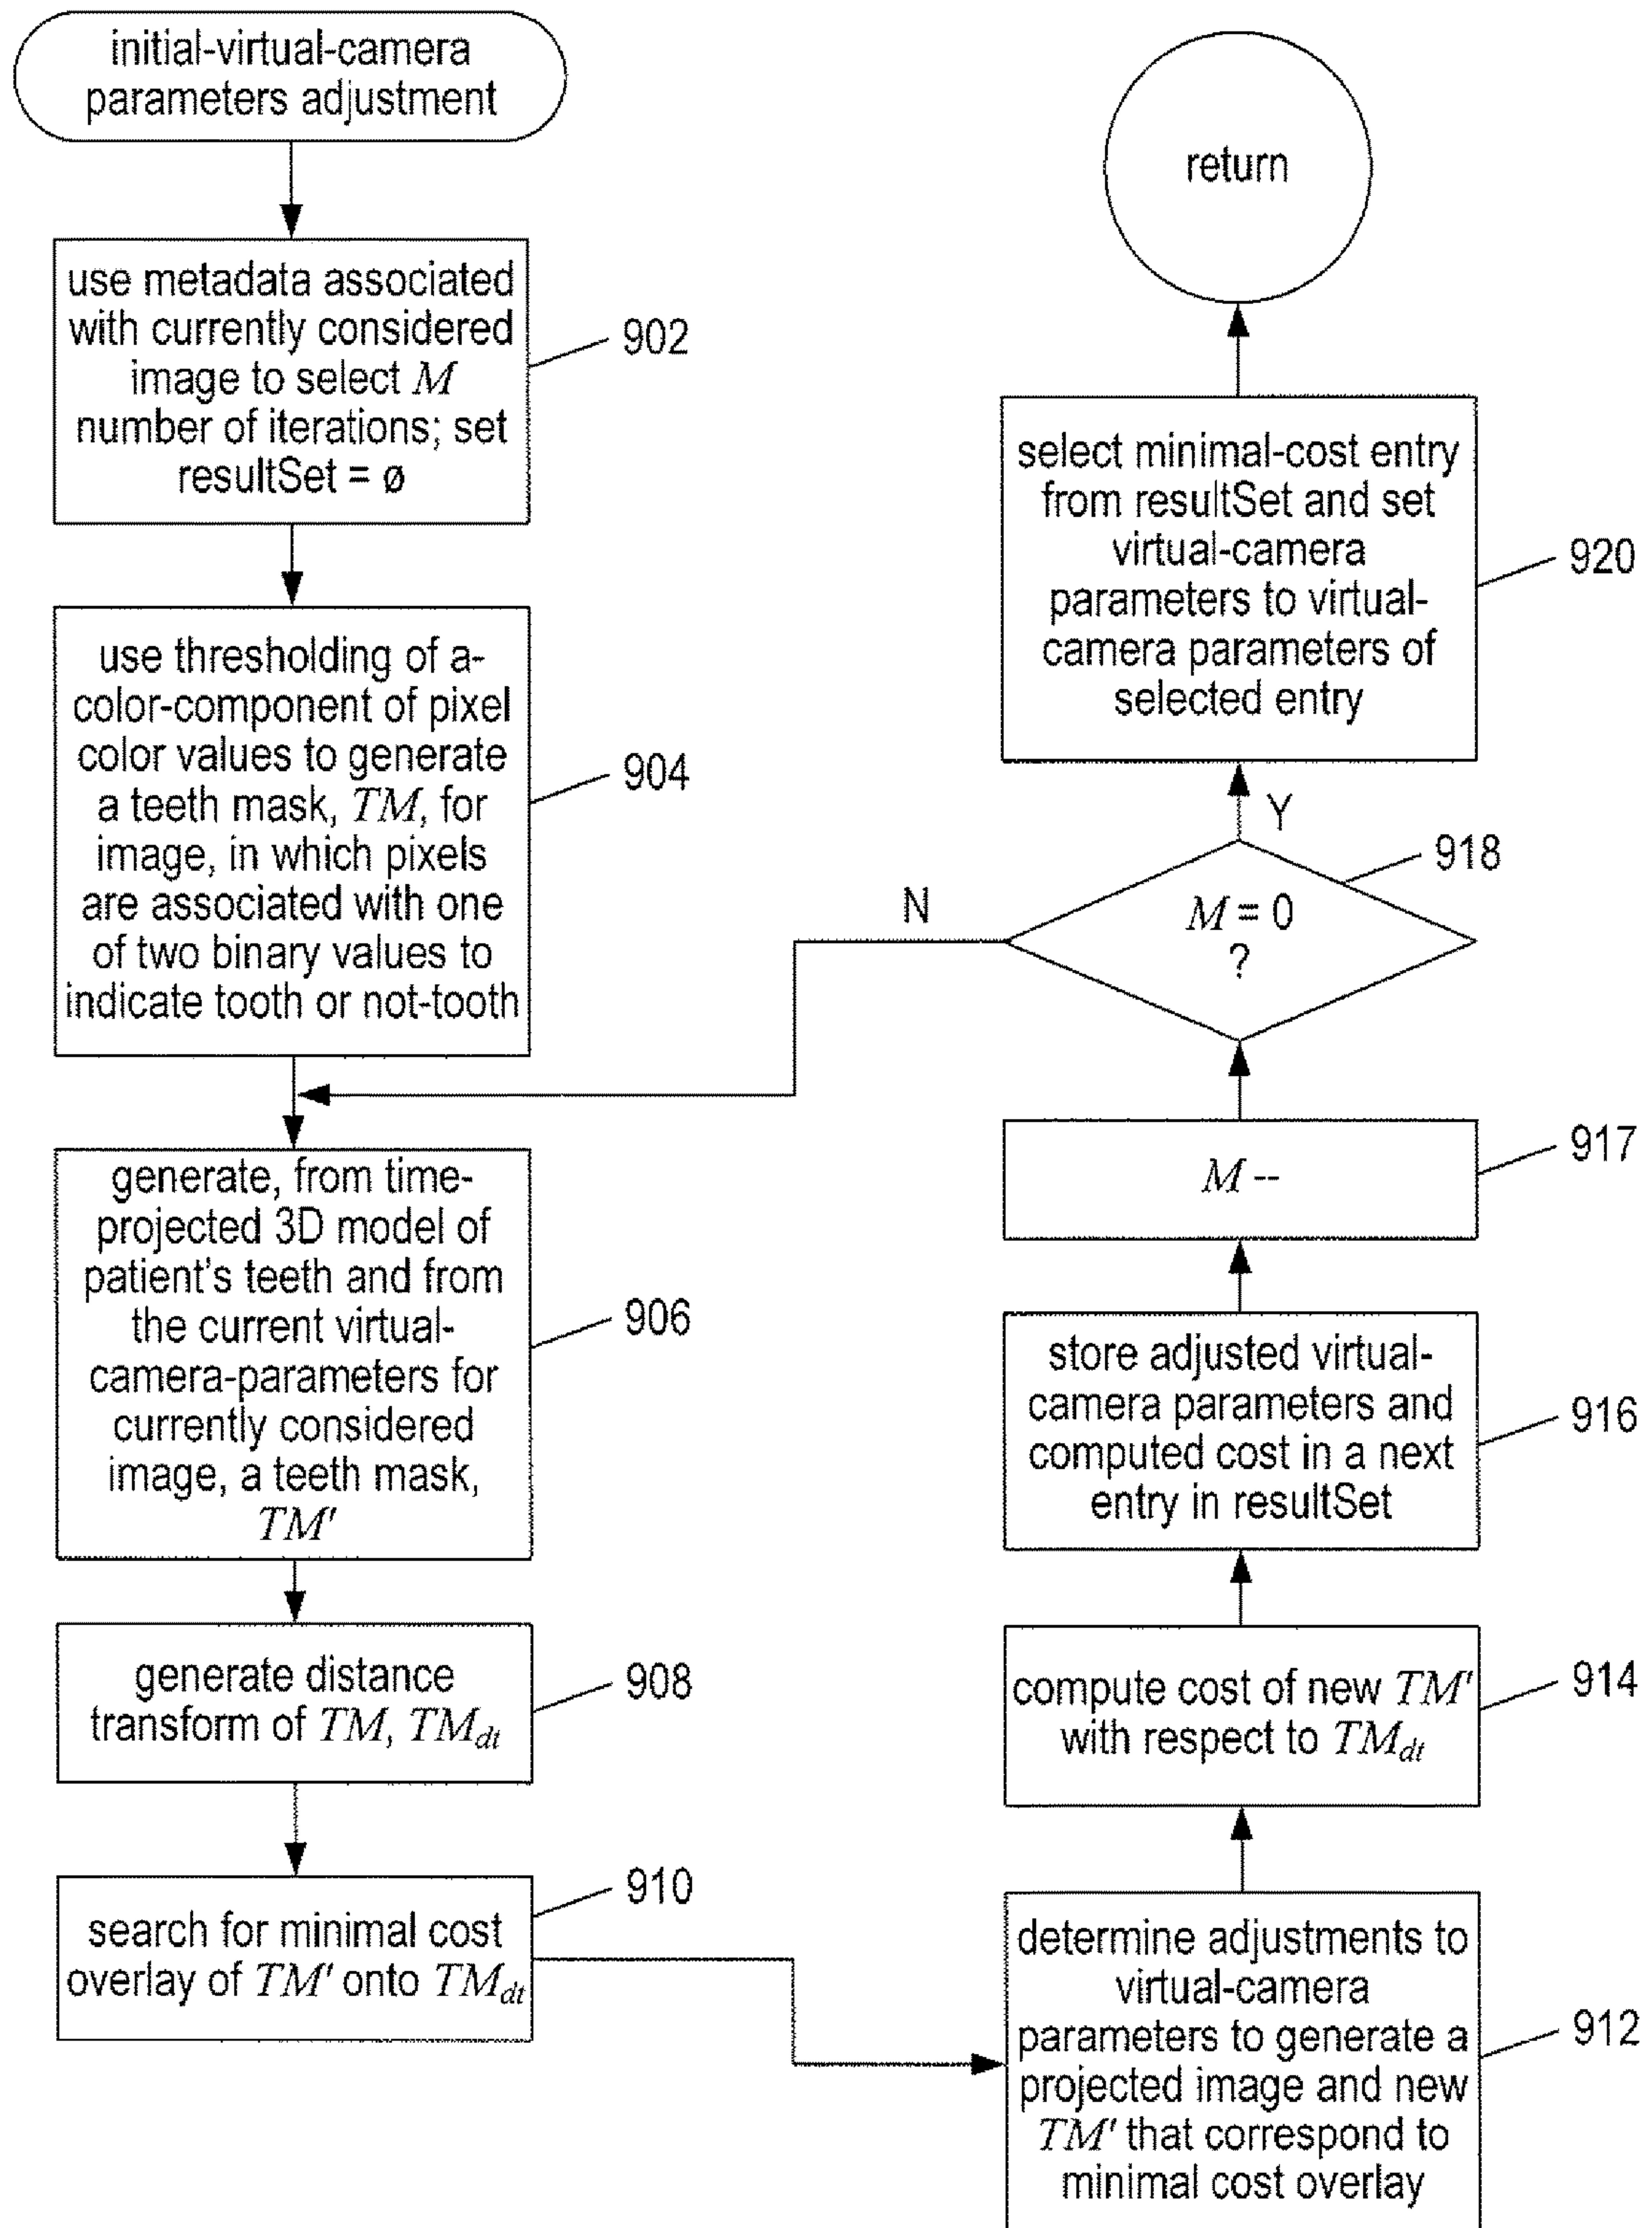 initial-virtual-camera
parameters adjustment
use metadata associated
with currently considered
image to select M
number of iterations; set
resultSet = ø
902
use thresholding of a-
color-component of pixel
color values to generate
a teeth mask, TM, for
image, in which pixels
are associated with one
of two binary values to
indicate tooth or not-tooth
904
generate, from time-
projected 3D model of
patient's teeth and from
the current virtual-
camera-parameters for
currently considered
image, a teeth mask,
TM'
906
generate distance
transform of TM, TMdt
908
search for minimal cost
overlay of TM' onto TMdt
910
determine adjustments to
virtual-camera
parameters to generate a
projected image and new
TM' that correspond to
minimal cost overlay
912
compute cost of new TM'
with respect to TMdt
914
store adjusted virtual-
camera parameters and
computed cost in a next
entry in resultSet
916
M --
917
M = 0
?
918
N
Y
select minimal-cost entry
from resultSet and set
virtual-camera
parameters to virtual-
camera parameters of
selected entry
920
return